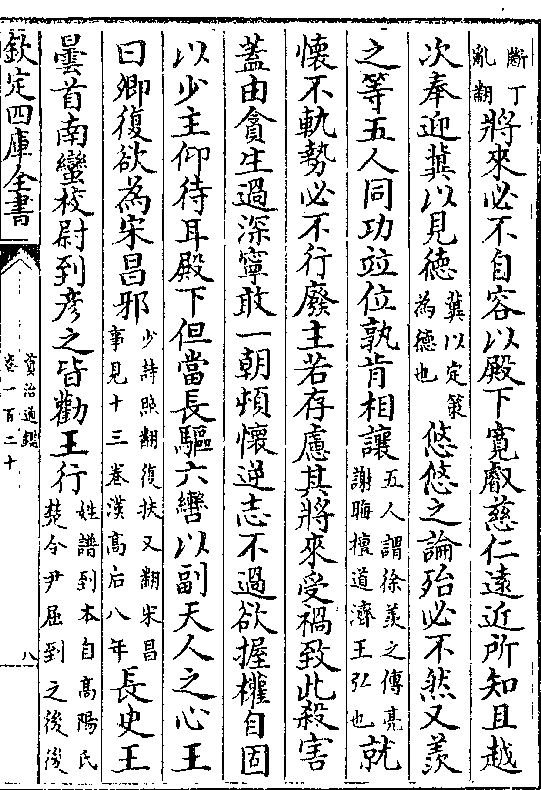 斷丁
亂翻將來必不自容以殿下寛叡慈仁遠近所知且越
次奉迎冀以見德冀以定策為德也悠悠之論殆必不然又羨
之等五人同功竝位孰肯相讓五人謂徐羨之傅亮謝晦檀道濟王弘也就
懷不軌勢必不行廢主若存慮其將來受禍致此殺害
蓋由貪生過深寧敢一朝頓懷逆志不過欲握權自固
以少主仰待耳殿下但當長驅六轡以副天人之心王
曰卿復欲為宋昌邪少詩照翻復扶又翻宋昌事見十三卷漢高后八年長史王
曇首南蠻校尉到彦之皆勸王行姓譜到本自高陽氏楚令尹屈到之後後
欽定四庫全書
資治通鑑
卷一百二十
八